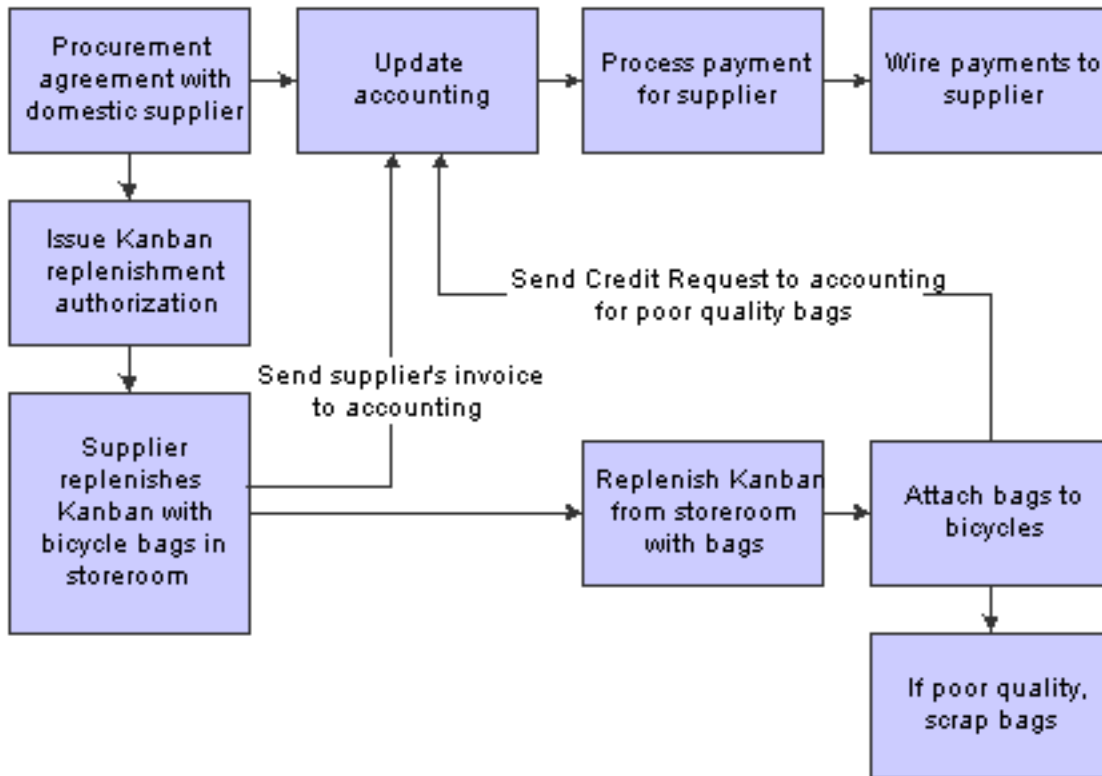 Procurement
agreement with
domestic supplier
Update
accounting
Process payment
for supplier
Wire payments to
supplier
Issue Kanban
replenishment
authorization
Send Credit Request to accounting
for poor quality bags
Send supplier's invoice
to accounting
Supplier
replenishes
Kanban with
bicycle bags in
storeroom
Replenish Kanban
from storeroom
with bags
Attach bags to
bicycles
If poor quality,
scrap bags